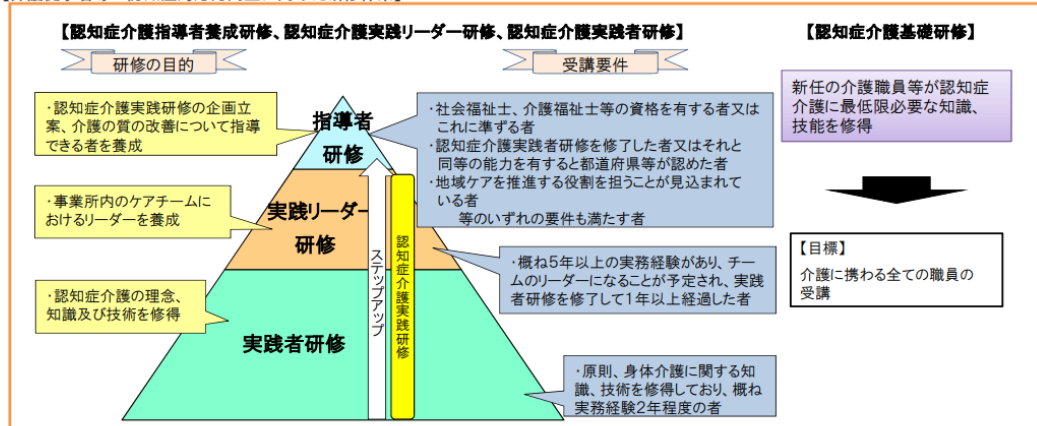 【認知症介護指導者養成研修、認知症介護実践リーダー研修、認知症介護実践者研修】
【認知症介護基礎研修】
研修の目的
受講要件
・認知症介護実践研修の企画立
案、介護の質の改善について指導
できる者を養成
指導者
研修
・社会福祉士、介護福祉士等の資格を有する者又は
これに準ずる者
・認知症介護実践者研修を修了した者又はそれと
同等の能力を有すると都道府県等が認めた者
・地域ケアを推進する役割を担うことが見込まれて
いる者
等のいずれの要件も満たす者
新任の介護職員等が認知症
介護に最低限必要な知識、
技能を修得
・事業所内のケアチームに
おけるリーダーを養成
実践リーダー
研修
・概ね5年以上の実務経験があり、チー
ムのリーダーになることが予定され、実践
者研修を修了して1年以上経過した者
【目標】
介護に携わる全ての職員の
受講
・認知症介護の理念、
知識及び技術を修得
実践者研修
ステップアップ
認知症介護実践研修
・原則、身体介護に関する知
識、技術を修得しており、概ね
実務経験2年程度の者